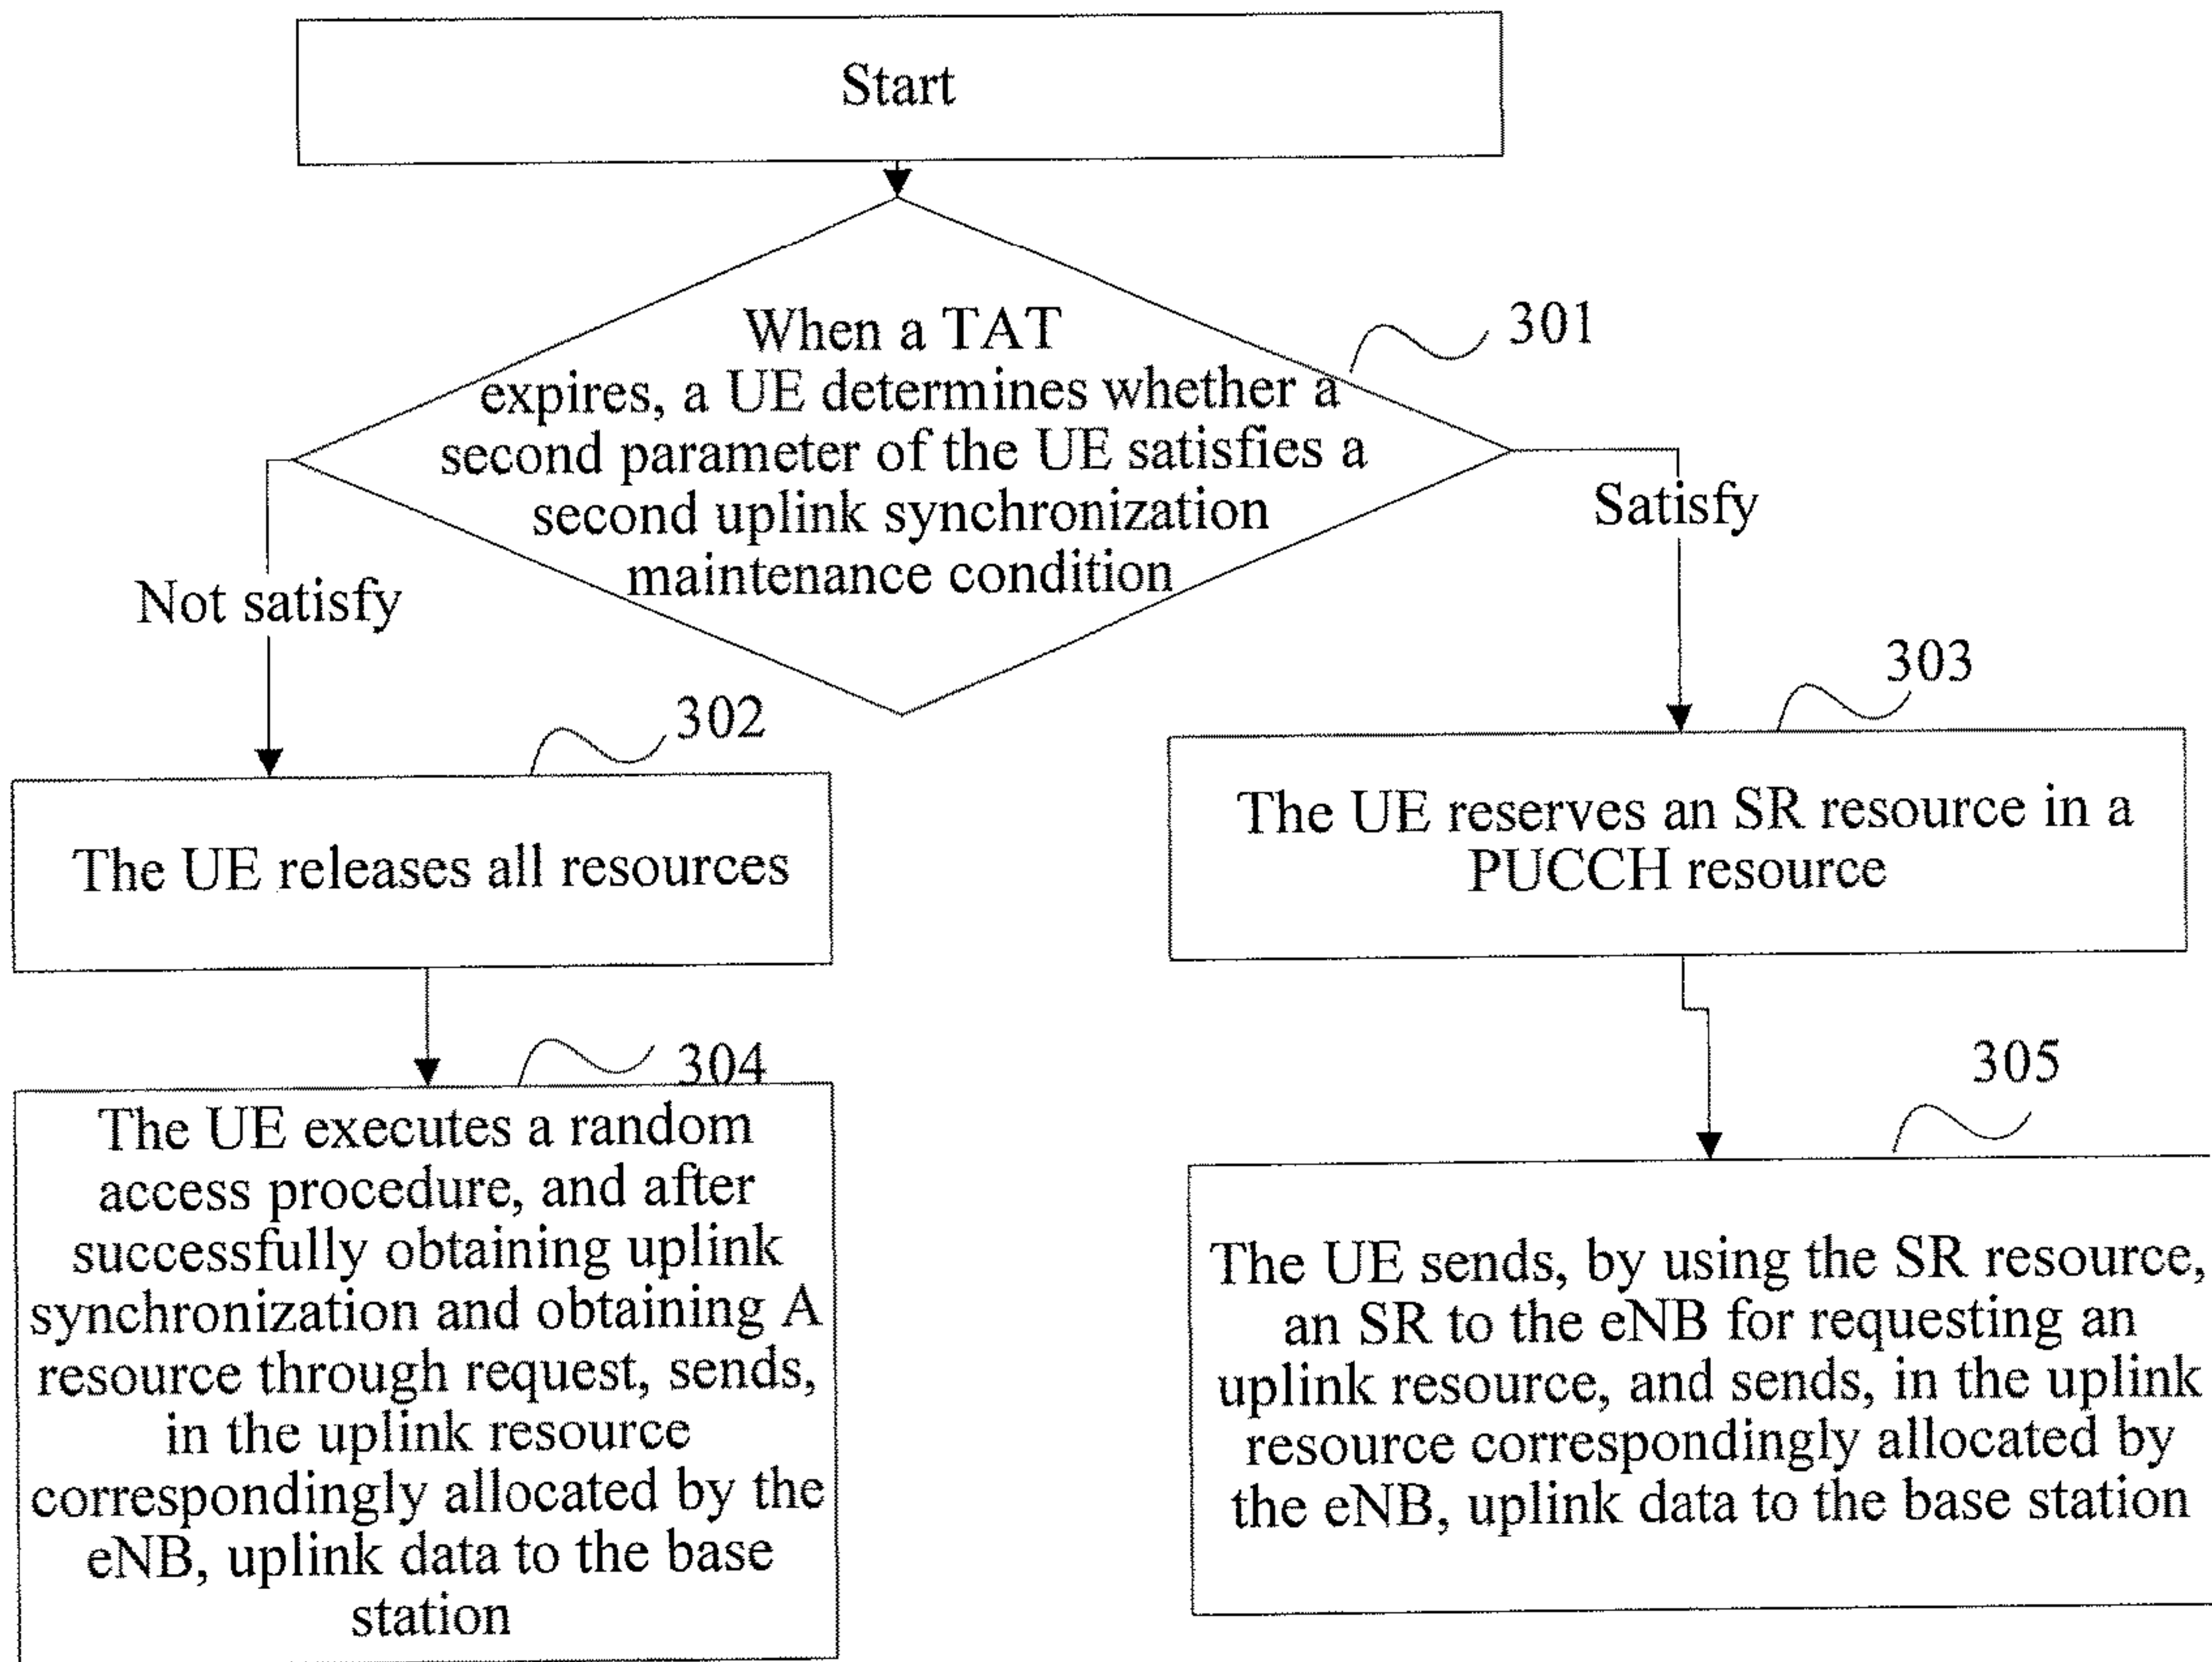 Start
When a TAT
expires, a UE determines whether a
second parameter of the UE satisfies a
second uplink synchronization
maintenance condition
301
Satisfy
Not satisfy
302
The UE releases all resources
303
The UE reserves an SR resource in a
PUCCH resource
304
The UE executes a random
access procedure, and after
successfully obtaining uplink
synchronization and obtaining A
resource through request, sends,
in the uplink resource
correspondingly allocated by the
eNB, uplink data to the base
station
305
The UE sends, by using the SR resource,
an SR to the eNB for requesting an
uplink resource, and sends, in the uplink
resource correspondingly allocated by
the eNB, uplink data to the base station